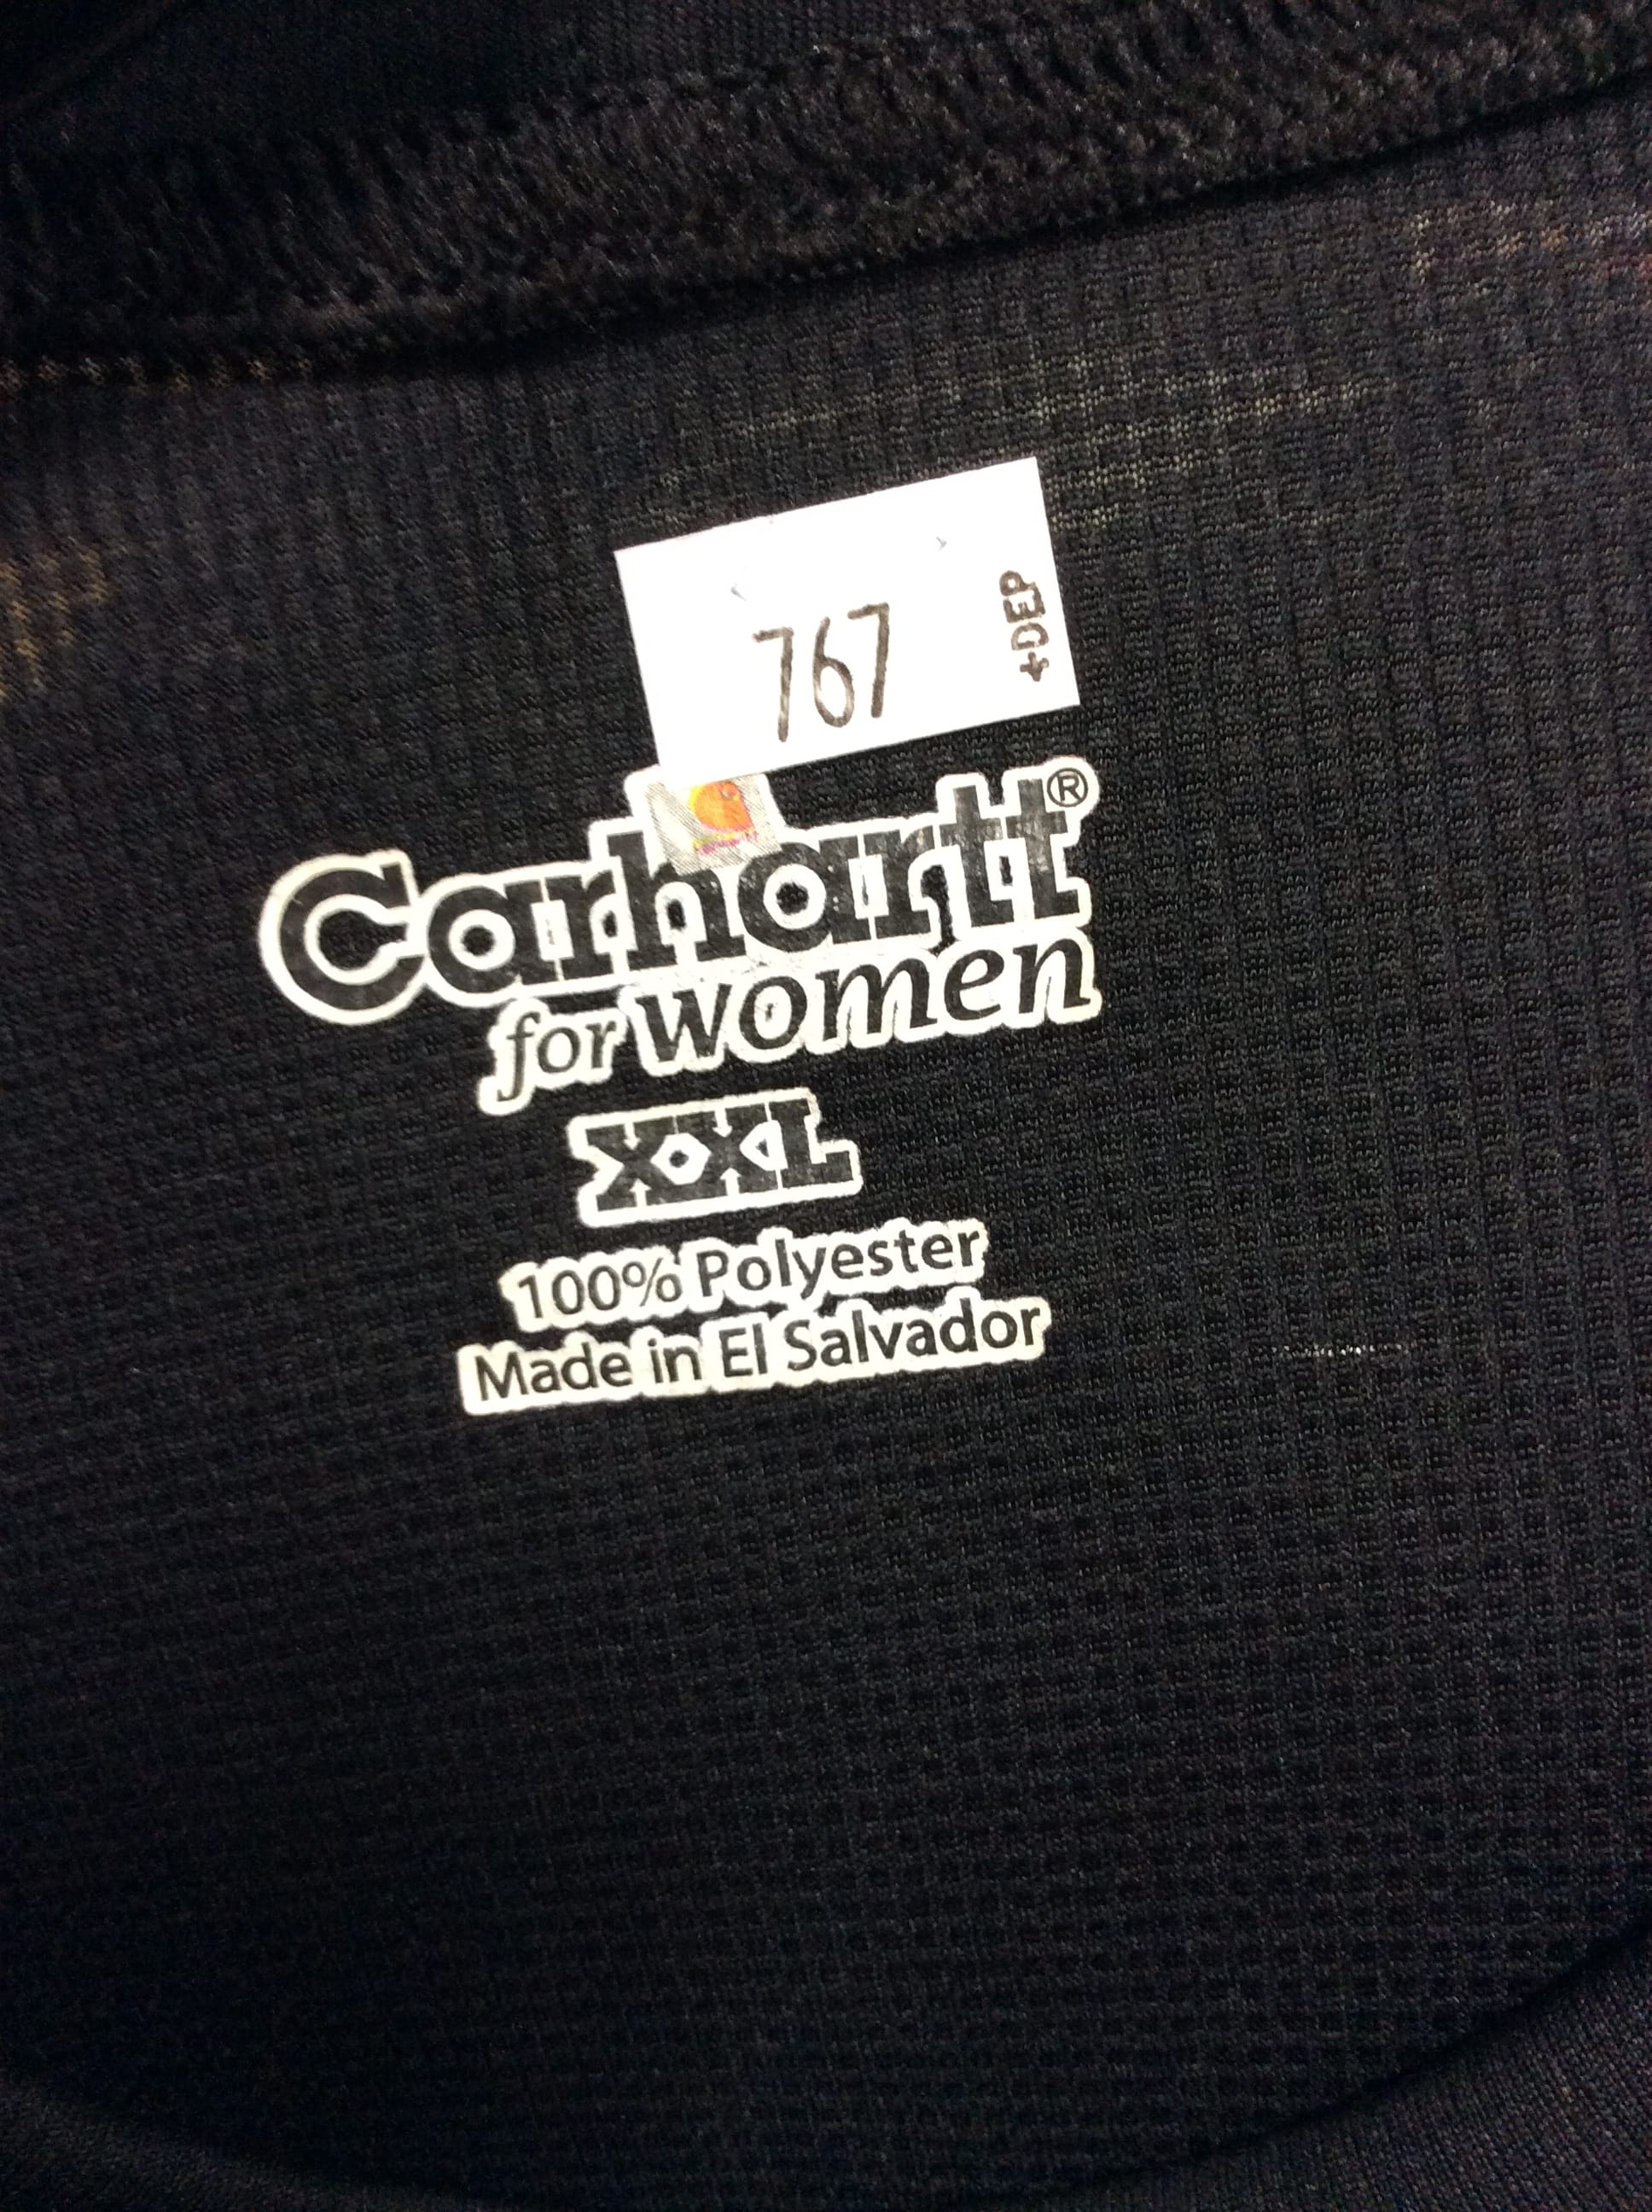 767
+DEP
Carhartt®
for women
XXL
100% Polyester
Made in El Salvador